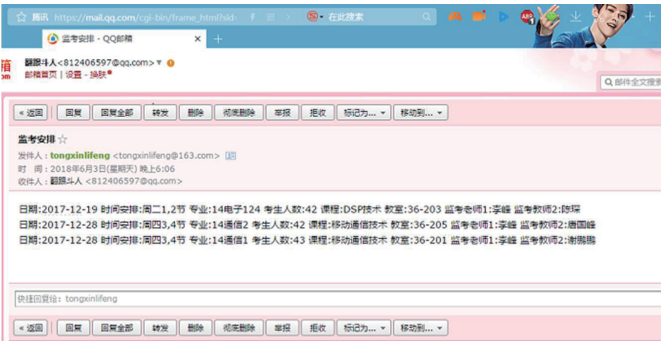 腾讯 https://mail.qq.com/cgi-bin/frame_html?sid= 在此搜索
监考安排 - QQ邮箱 × +
翻跟斗人<812406597@qq.com>
邮箱首页 | 设置 - 换肤
邮件全文搜索
« 返回 回复 回复全部 转发 删除 彻底删除 举报 拒收 标记为... 移动到...
监考安排 ☆
发件人：tongxinlifeng <tongxinlifeng@163.com>
时 间：2018年6月3日(星期天) 晚上6:06
收件人：翻跟斗人 <812406597@qq.com>
日期:2017-12-19 时间安排:周二1,2节 专业:14电子124 考生人数:42 课程:DSP技术 教室:36-203 监考老师1:李峰 监考教师2:陈琛
日期:2017-12-28 时间安排:周四3,4节 专业:14通信2 考生人数:42 课程:移动通信技术 教室:36-205 监考老师1:李峰 监考教师2:唐国峰
日期:2017-12-28 时间安排:周四3,4节 专业:14通信1 考生人数:43 课程:移动通信技术 教室:36-201 监考老师1:李峰 监考教师2:谢鹏鹏
快捷回复给：tongxinlifeng
« 返回 回复 回复全部 转发 删除 彻底删除 举报 拒收 标记为... 移动到...